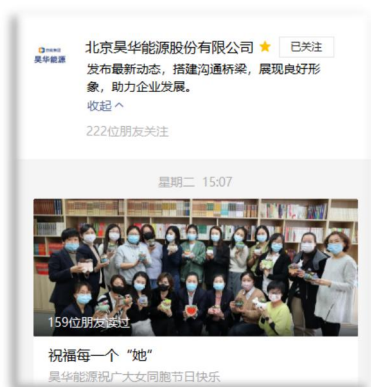 北京昊华能源股份有限公司
已关注
昊华能源
发布最新动态，搭建沟通桥梁，展现良好形
象，助力企业发展。
收起
222位朋友关注
星期二 15:07
159位朋友读过
祝福每一个“她”
昊华能源祝广大女同胞节日快乐